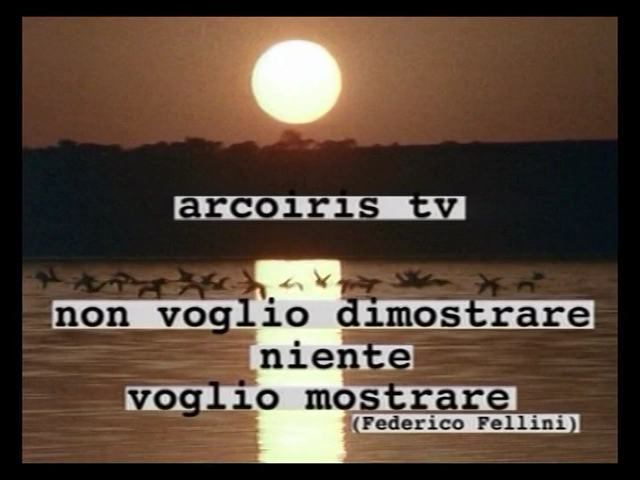 arcoiris tv
non voglio dimostrare
niente
voglio mostrare
(Federico Fellini)